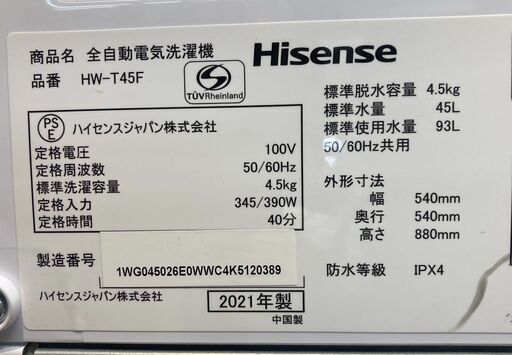 商品名 全自動電気洗濯機
品番 HW-T45F
TÜVRheinland
Hisense
PS
E
ハイセンスジャパン株式会社
定格電圧 100V
定格周波数 50/60Hz
標準洗濯容量 4.5kg
定格入力 345/390W
定格時間 40分
製造番号
1WG045026E0WWC4K5120389
ハイセンスジャパン株式会社
2021年製
中国製
標準脱水容量 4.5kg
標準水量 45L
標準使用水量 93L
50/60Hz共用
外形寸法
幅 540mm
奥行 540mm
高さ 880mm
防水等級 IPX4